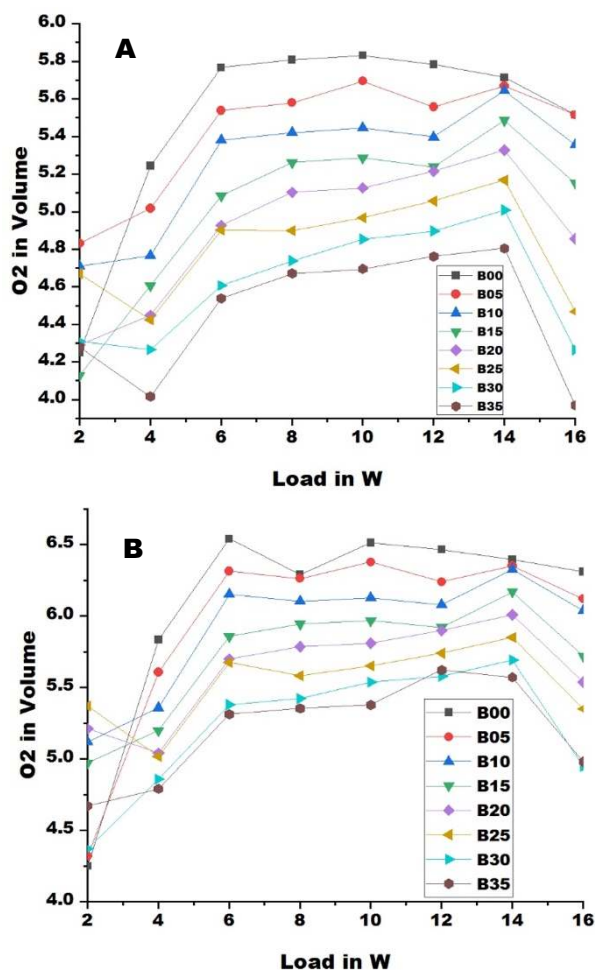 A
O2 in Volume
6.0
5.8
5.6
5.4
5.2
5.0
4.8
4.6
4.4
4.2
4.0
B00
B05
B10
B15
B20
B25
B30
B35
2 4 6 8 10 12 14 16
Load in W
B
O2 in Volume
6.5
6.0
5.5
5.0
4.5
4.0
B00
B05
B10
B15
B20
B25
B30
B35
2 4 6 8 10 12 14 16
Load in W